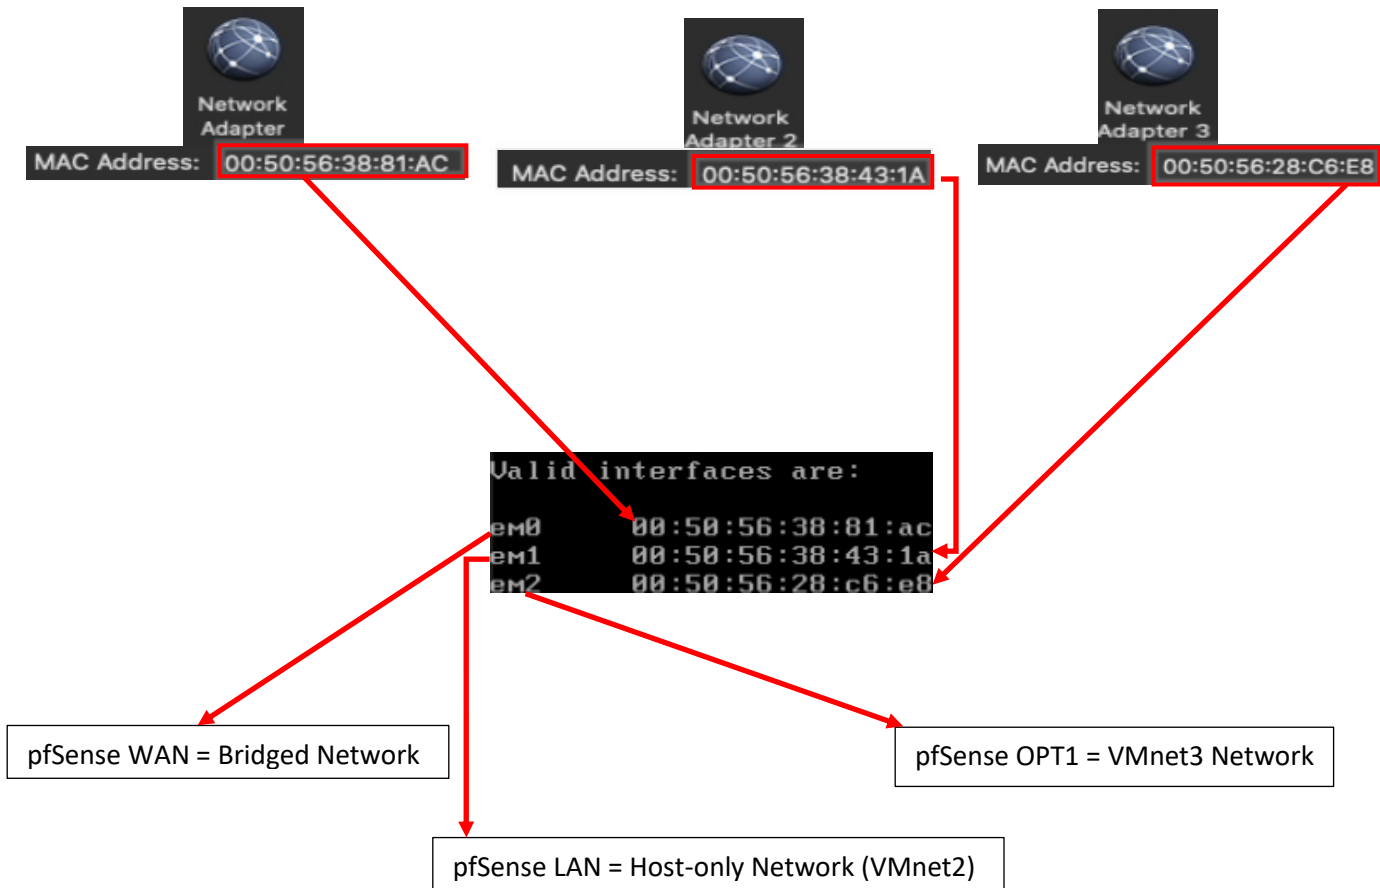 Network
Adapter
MAC Address: 00:50:56:38:81:AC
Network
Adapter 2
MAC Address: 00:50:56:38:43:1A
Network
Adapter 3
MAC Address: 00:50:56:28:C6:E8
Valid interfaces are:
em0 00:50:56:38:81:ac
em1 00:50:56:38:43:1a
em2 00:50:56:28:c6:e8
pfSense WAN = Bridged Network
pfSense OPT1 = VMnet3 Network
pfSense LAN = Host-only Network (VMnet2)